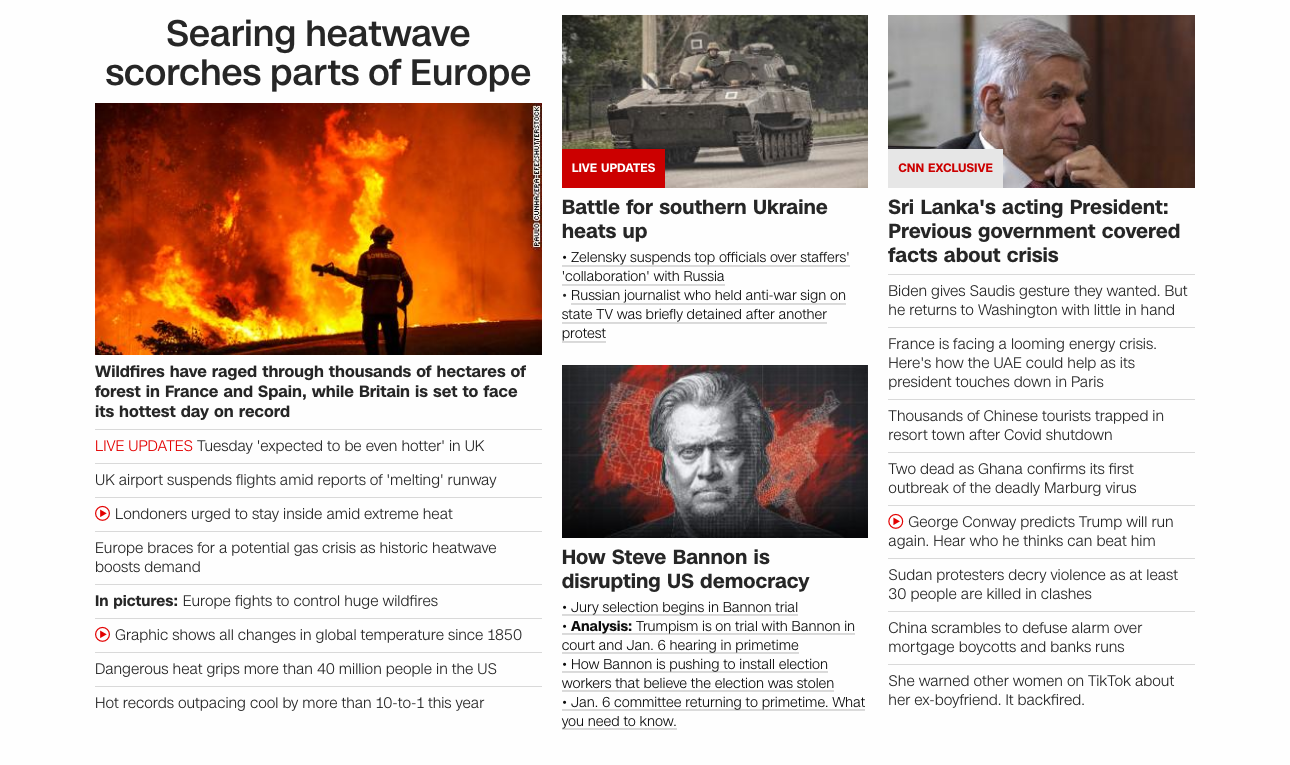 Searing heatwave
scorches parts of Europe
PAULO CUNHA/EPA-EFE/SHUTTERSTOCK
Wildfires have raged through thousands of hectares of
forest in France and Spain, while Britain is set to face
its hottest day on record
LIVE UPDATES Tuesday 'expected to be even hotter' in UK
UK airport suspends flights amid reports of 'melting' runway
Londoners urged to stay inside amid extreme heat
Europe braces for a potential gas crisis as historic heatwave
boosts demand
In pictures: Europe fights to control huge wildfires
Graphic shows all changes in global temperature since 1850
Dangerous heat grips more than 40 million people in the US
Hot records outpacing cool by more than 10-to-1 this year
LIVE UPDATES
Battle for southern Ukraine
heats up
• Zelensky suspends top officials over staffers'
'collaboration' with Russia
• Russian journalist who held anti-war sign on
state TV was briefly detained after another
protest
How Steve Bannon is
disrupting US democracy
• Jury selection begins in Bannon trial
• Analysis: Trumpism is on trial with Bannon in
court and Jan. 6 hearing in primetime
• How Bannon is pushing to install election
workers that believe the election was stolen
• Jan. 6 committee returning to primetime. What
you need to know.
CNN EXCLUSIVE
Sri Lanka's acting President:
Previous government covered
facts about crisis
Biden gives Saudis gesture they wanted. But
he returns to Washington with little in hand
France is facing a looming energy crisis.
Here's how the UAE could help as its
president touches down in Paris
Thousands of Chinese tourists trapped in
resort town after Covid shutdown
Two dead as Ghana confirms its first
outbreak of the deadly Marburg virus
George Conway predicts Trump will run
again. Hear who he thinks can beat him
Sudan protesters decry violence as at least
30 people are killed in clashes
China scrambles to defuse alarm over
mortgage boycotts and banks runs
She warned other women on TikTok about
her ex-boyfriend. It backfired.